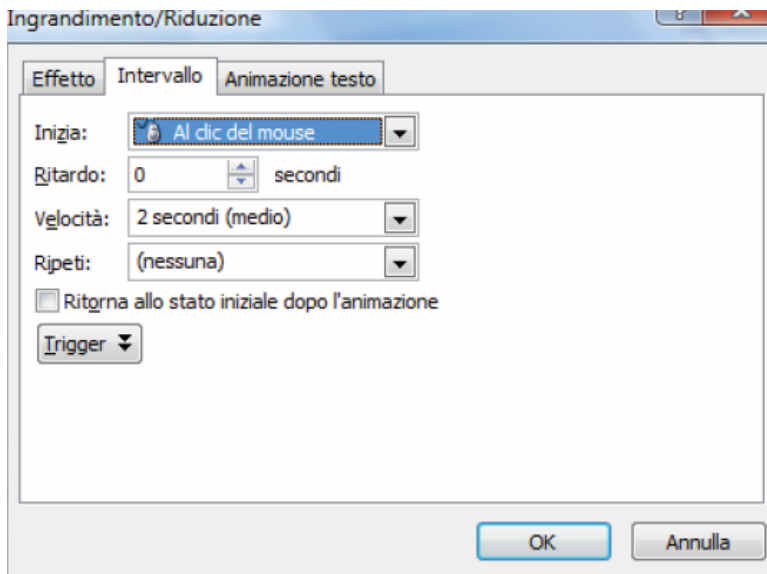 Ingrandimento/Riduzione
Effetto Intervallo Animazione testo
Inizia: Al clic del mouse
Ritardo: 0 secondi
Velocità: 2 secondi (medio)
Ripeti: (nessuna)
Ritorna allo stato iniziale dopo l'animazione
Trigger
OK Annulla